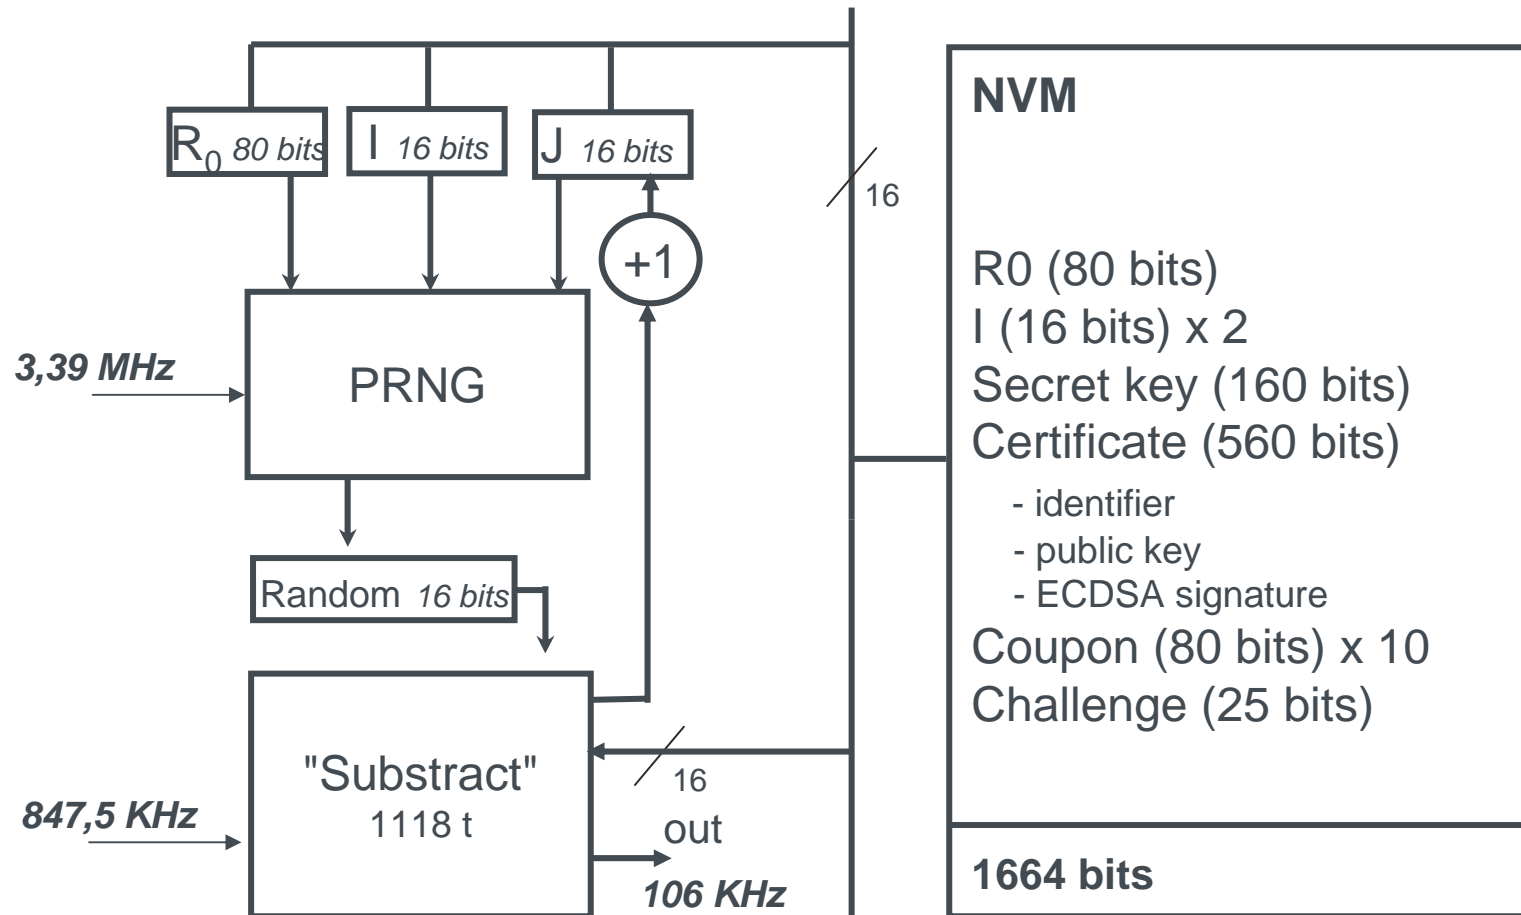 R0 80 bits
I 16 bits
J 16 bits
16
+1
3,39 MHz
PRNG
Random 16 bits
"Substract"
1118 t
16
out
847,5 KHz
106 KHz
NVM
R0 (80 bits)
I (16 bits) x 2
Secret key (160 bits)
Certificate (560 bits)
- identifier
- public key
- ECDSA signature
Coupon (80 bits) x 10
Challenge (25 bits)
1664 bits